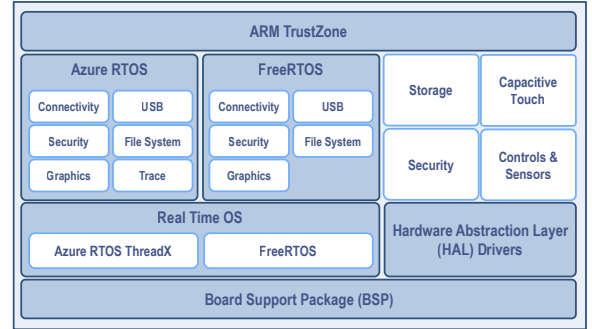 ARM TrustZone
Azure RTOS
Connectivity
USB
Security
File System
Graphics
Trace
FreeRTOS
Connectivity
USB
Security
File System
Graphics
Storage
Capacitive
Touch
Security
Controls &
Sensors
Real Time OS
Azure RTOS ThreadX
FreeRTOS
Hardware Abstraction Layer
(HAL) Drivers
Board Support Package (BSP)